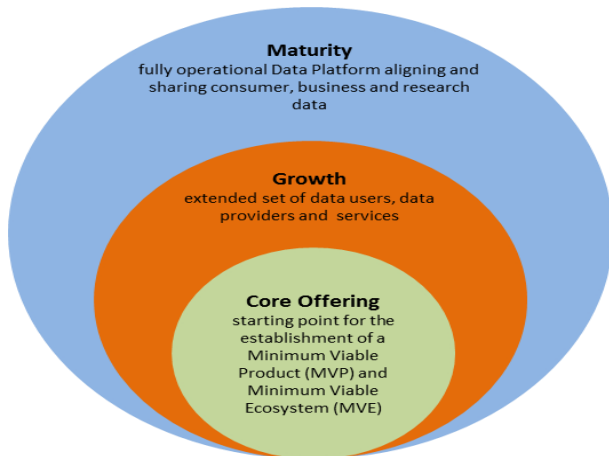 Maturity
fully operational Data Platform aligning and
sharing consumer, business and research
data
Growth
extended set of data users, data
providers and  services
Core Offering
starting point for the
establishment of a
Minimum Viable
Product (MVP) and
Minimum Viable
Ecosystem (MVE)